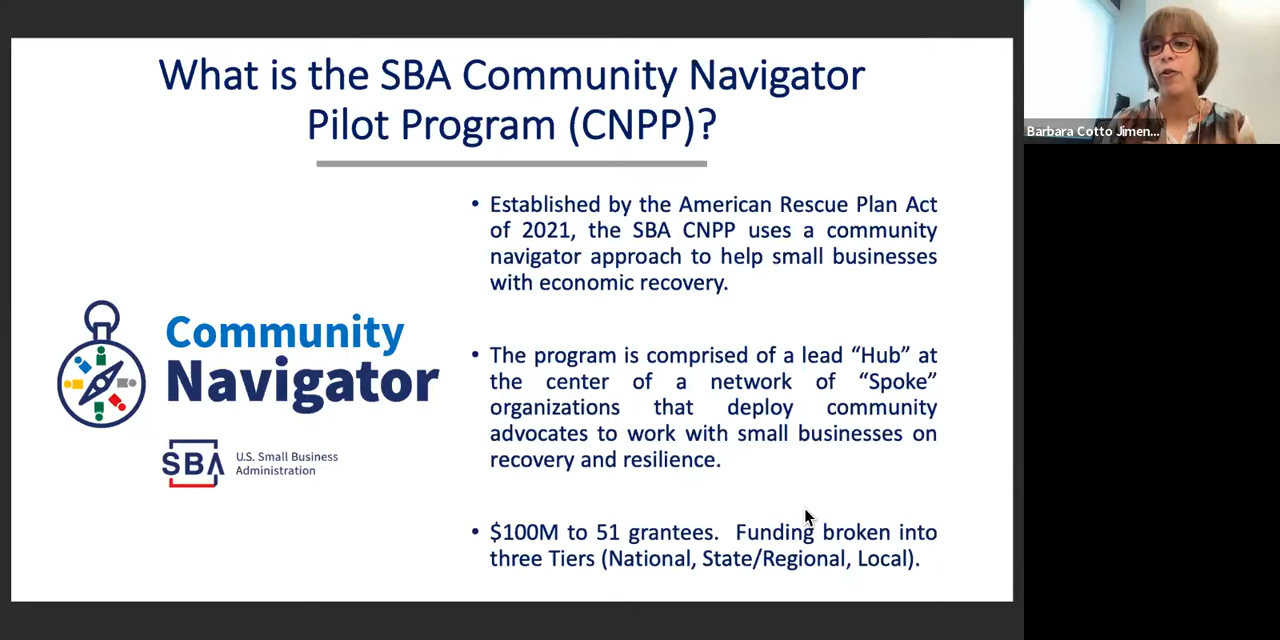 What is the SBA Community Navigator
Pilot Program (CNPP)?
• Established by the American Rescue Plan Act
of 2021, the SBA CNPP uses a community
navigator approach to help small businesses
with economic recovery.
• The program is comprised of a lead “Hub” at
the center of a network of “Spoke”
organizations that deploy community
advocates to work with small businesses on
recovery and resilience.
• $100M to 51 grantees. Funding broken into
three Tiers (National, State/Regional, Local).
Community
Navigator
SBA
U.S. Small Business
Administration
Barbara Cotto Jimen...